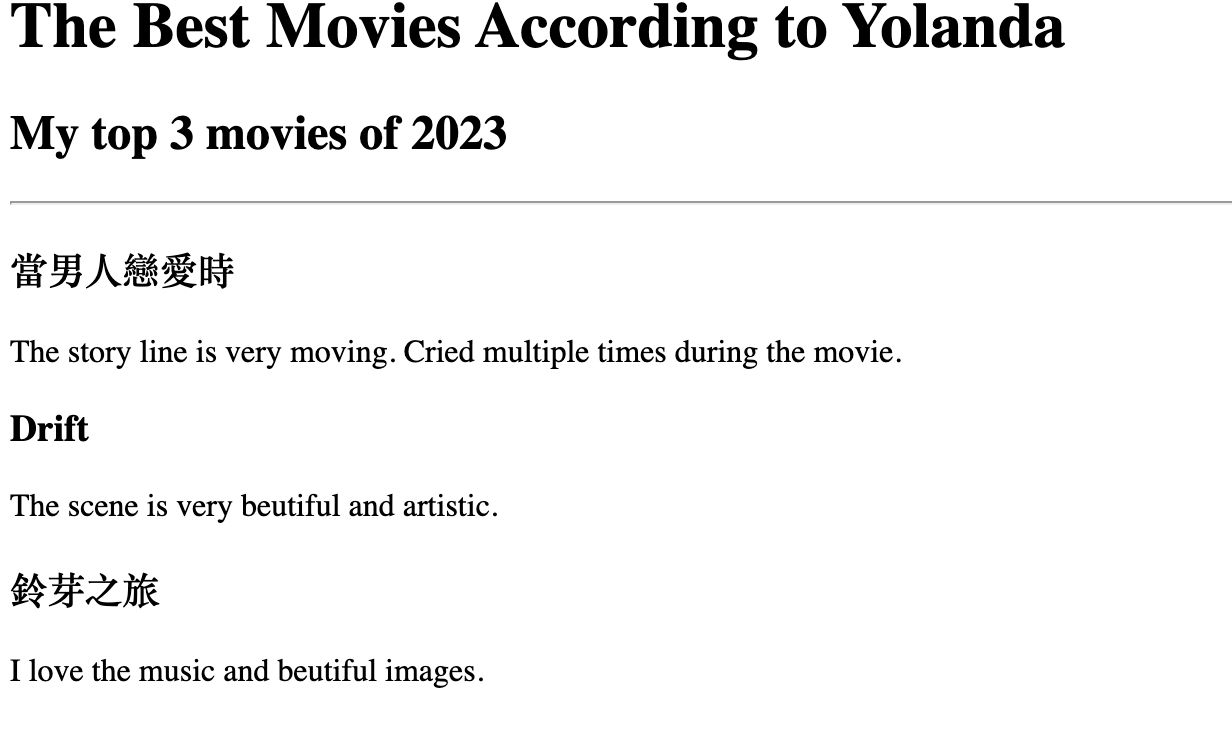 The Best Movies According to Yolanda
My top 3 movies of 2023
當男人戀愛時
The story line is very moving. Cried multiple times during the movie.
Drift
The scene is very beutiful and artistic.
鈴芽之旅
I love the music and beutiful images.